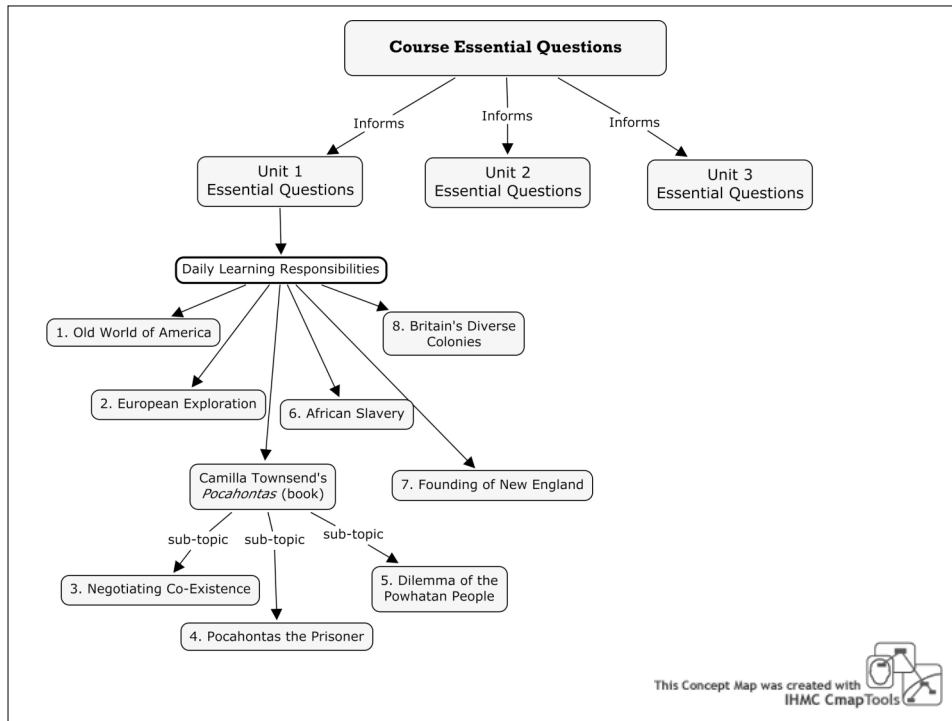 Course Essential Questions
Informs
Informs
Informs
Unit 1
Essential Questions
Unit 2
Essential Questions
Unit 3
Essential Questions
Daily Learning Responsibilities
1. Old World of America
8. Britain's Diverse
Colonies
2. European Exploration
6. African Slavery
Camilla Townsend's
Pocahontas (book)
7. Founding of New England
sub-topic
sub-topic
sub-topic
3. Negotiating Co-Existence
5. Dilemma of the
Powhatan People
4. Pocahontas the Prisoner
This Concept Map was created with
IHMC CmapTools